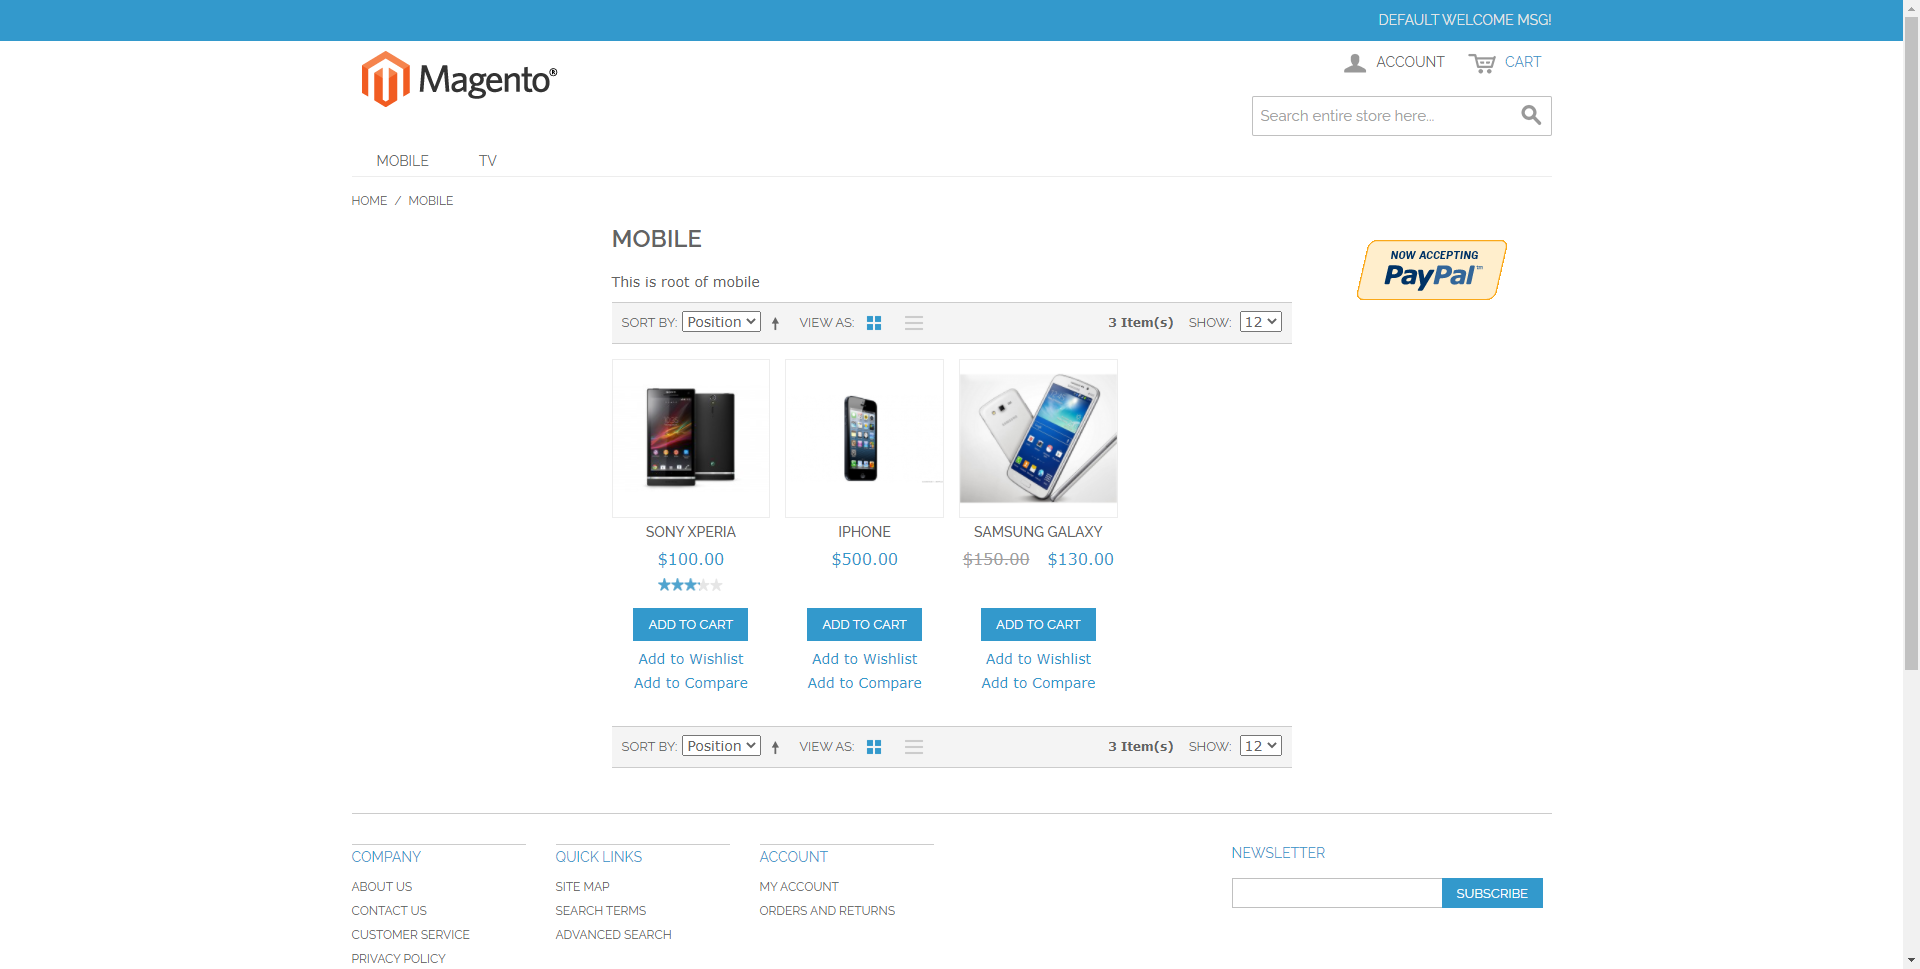 DEFAULT WELCOME MSG!
Magento®
ACCOUNT CART
Search entire store here...
MOBILE TV
HOME / MOBILE
MOBILE
This is root of mobile
NOW ACCEPTING
PayPal™
SORT BY: Position VIEW AS: 3 Item(s) SHOW: 12
SONY XPERIA IPHONE SAMSUNG GALAXY
$100.00 $500.00 $150.00 $130.00
ADD TO CART ADD TO CART ADD TO CART
Add to Wishlist Add to Wishlist Add to Wishlist
Add to Compare Add to Compare Add to Compare
SORT BY: Position VIEW AS: 3 Item(s) SHOW: 12
COMPANY QUICK LINKS ACCOUNT NEWSLETTER
ABOUT US SITE MAP MY ACCOUNT SUBSCRIBE
CONTACT US SEARCH TERMS ORDERS AND RETURNS
CUSTOMER SERVICE ADVANCED SEARCH
PRIVACY POLICY